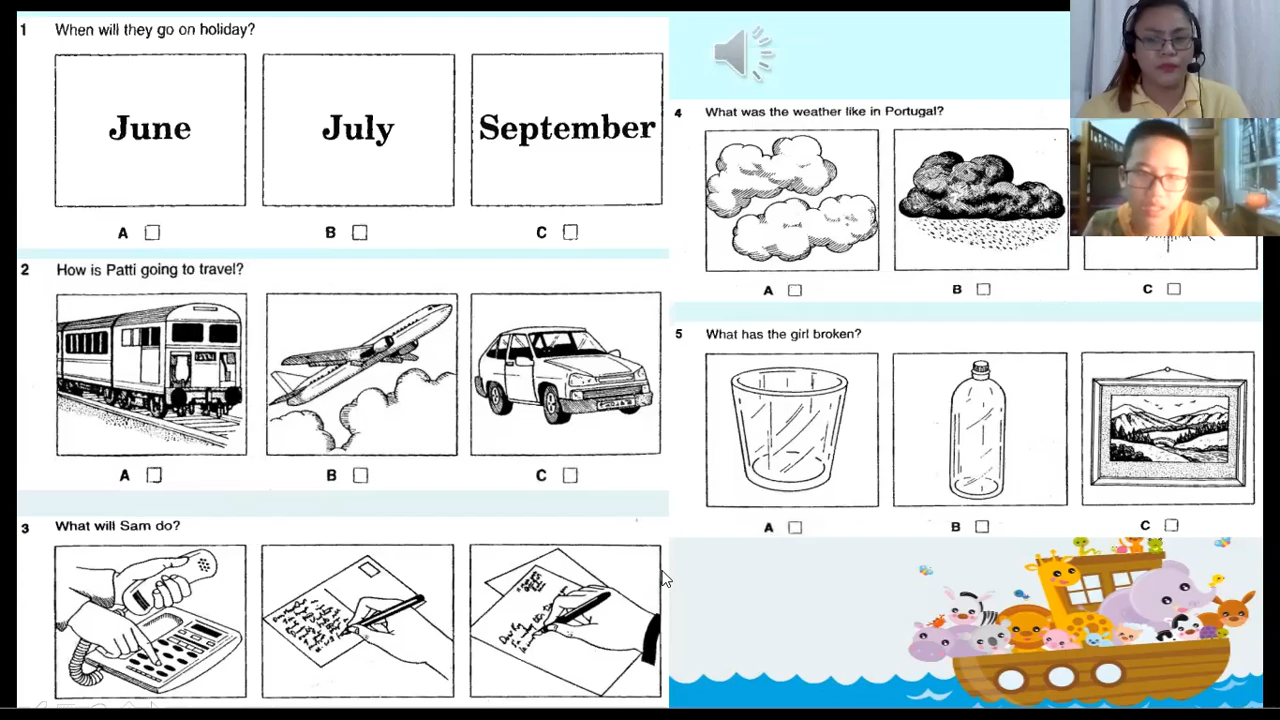 1 When will they go on holiday?
June
July
September
A
B
C
2 How is Patti going to travel?
A
B
C
3 What will Sam do?
4 What was the weather like in Portugal?
A
B
C
5 What has the girl broken?
A
B
C